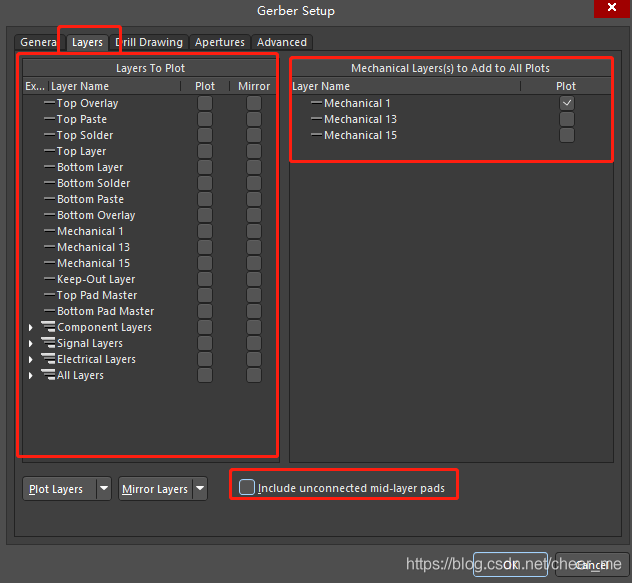 Gerber Setup
Genera Layers Drill Drawing Apertures Advanced
Layers To Plot
Ex... Layer Name Plot Mirror
Top Overlay
Top Paste
Top Solder
Top Layer
Bottom Layer
Bottom Solder
Bottom Paste
Bottom Overlay
Mechanical 1
Mechanical 13
Mechanical 15
Keep-Out Layer
Top Pad Master
Bottom Pad Master
Component Layers
Signal Layers
Electrical Layers
All Layers
Mechanical Layers(s) to Add to All Plots
Layer Name Plot
Mechanical 1
Mechanical 13
Mechanical 15
Plot Layers Mirror Layers Include unconnected mid-layer pads
OK Cancel
https://blog.csdn.net/chear_me